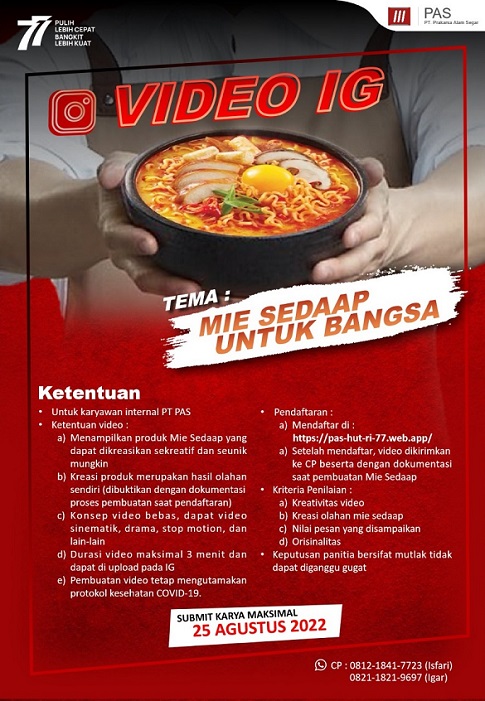 77
PULIH
LEBIH CEPAT
BANGKIT
LEBIH KUAT
PAS
PT. Prakarsa Alam Segar
VIDEO IG
TEMA :
MIE SEDAAP
UNTUK BANGSA
Ketentuan
• Untuk karyawan internal PT PAS
• Ketentuan video :
a) Menampilkan produk Mie Sedaap yang
dapat dikreasikan sekreatif dan seunik
mungkin
b) Kreasi produk merupakan hasil olahan
sendiri (dibuktikan dengan dokumentasi
proses pembuatan saat pendaftaran)
c) Konsep video bebas, dapat video
sinematik, drama, stop motion, dan
lain-lain
d) Durasi video maksimal 3 menit dan
dapat di upload pada IG
e) Pembuatan video tetap mengutamakan
protokol kesehatan COVID-19.
• Pendaftaran :
a) Mendaftar di :
https://pas-hut-ri-77.web.app/
a) Setelah mendaftar, video dikirimkan
ke CP beserta dengan dokumentasi
saat pembuatan Mie Sedaap
• Kriteria Penilaian :
a) Kreativitas video
b) Kreasi olahan mie sedaap
c) Nilai pesan yang disampaikan
d) Orisinalitas
• Keputusan panitia bersifat mutlak tidak
dapat diganggu gugat
SUBMIT KARYA MAKSIMAL
25 AGUSTUS 2022
CP : 0812-1841-7723 (Isfari)
0821-1821-9697 (Igar)